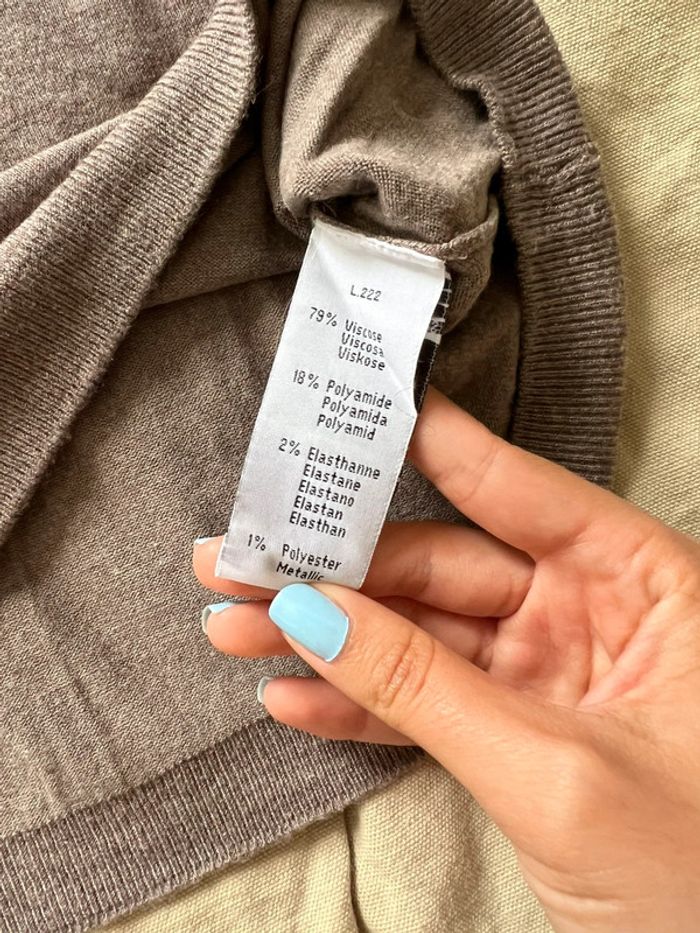 L.222
79% Viscose
Viscosa
Viskose
18% Polyamide
Polyamida
Polyamid
2% Elasthanne
Elastane
Elastano
Elastan
Elasthan
1% Polyester
Metallic